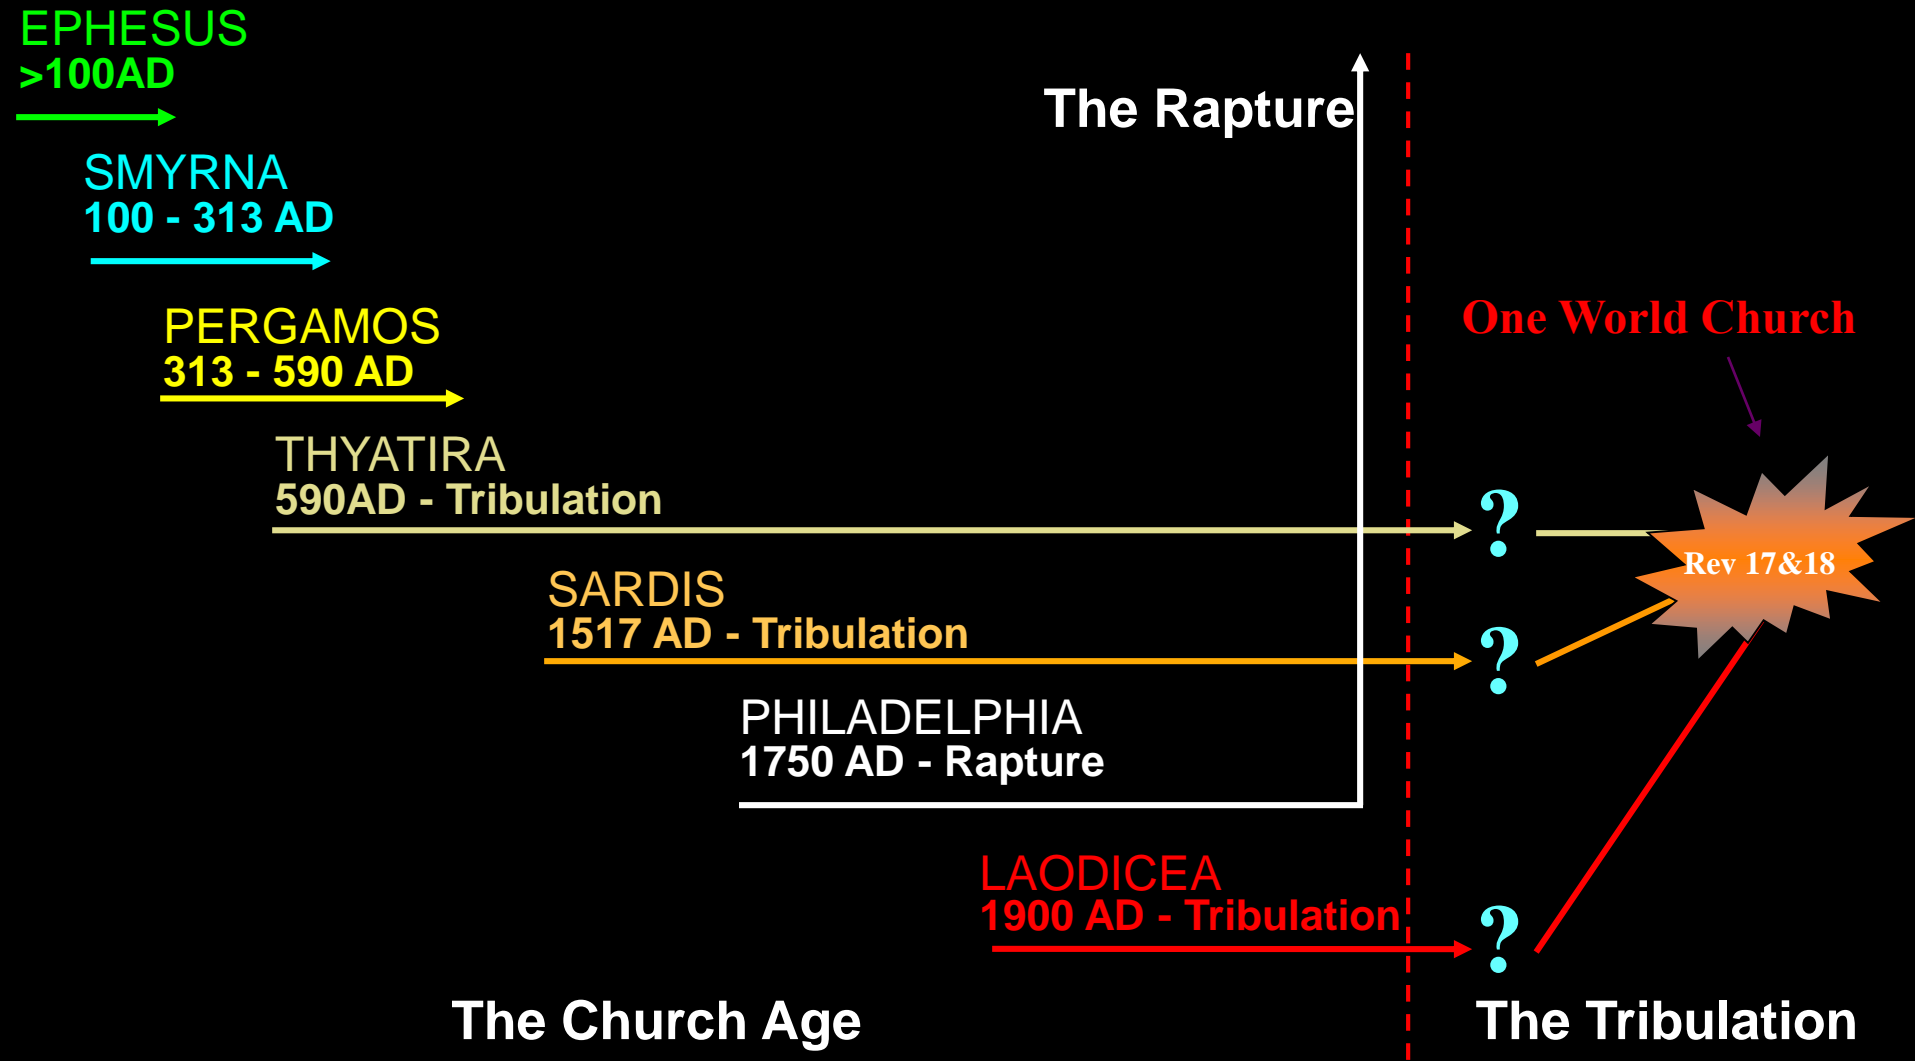 EPHESUS
>100AD
The Rapture
SMYRNA
100 - 313 AD
One World Church
PERGAMOS
313 - 590 AD
THYATIRA
590AD - Tribulation
?
Rev 17&18
SARDIS
1517 AD - Tribulation
?
PHILADELPHIA
1750 AD - Rapture
LAODICEA
1900 AD - Tribulation
?
The Church Age
The Tribulation